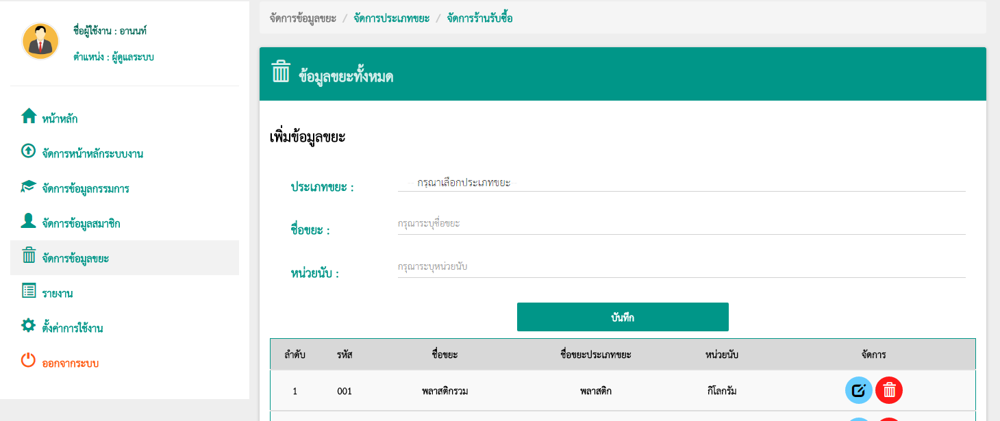 ชื่อผู้ใช้งาน : อานนท์
ตำแหน่ง : ผู้ดูแลระบบ
หน้าหลัก
จัดการหน้าหลักระบบงาน
จัดการข้อมูลกรรมการ
จัดการข้อมูลสมาชิก
จัดการข้อมูลขยะ
รายงาน
ตั้งค่าการใช้งาน
ออกจากระบบ
จัดการข้อมูลขยะ / จัดการประเภทขยะ / จัดการร้านรับซื้อ
ข้อมูลขยะทั้งหมด
เพิ่มข้อมูลขยะ
ประเภทขยะ : กรุณาเลือกประเภทขยะ
ชื่อขยะ : กรุณาระบุชื่อขยะ
หน่วยนับ : กรุณาระบุหน่วยนับ
บันทึก
ลำดับ รหัส ชื่อขยะ ชื่อขยะประเภทขยะ หน่วยนับ จัดการ
1 001 พลาสติกรวม พลาสติก กิโลกรัม